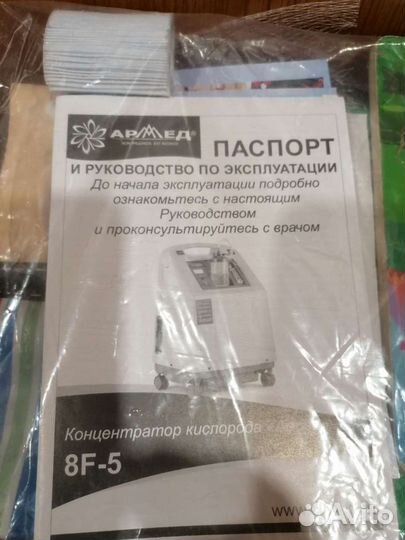 АРМЕД®
ПАСПОРТ
И РУКОВОДСТВО ПО ЭКСПЛУАТАЦИИ
До начала эксплуатации подробно
ознакомьтесь с настоящим
Руководством
и проконсультируйтесь с врачом
Концентратор кислорода
8F-5
www.
Avito